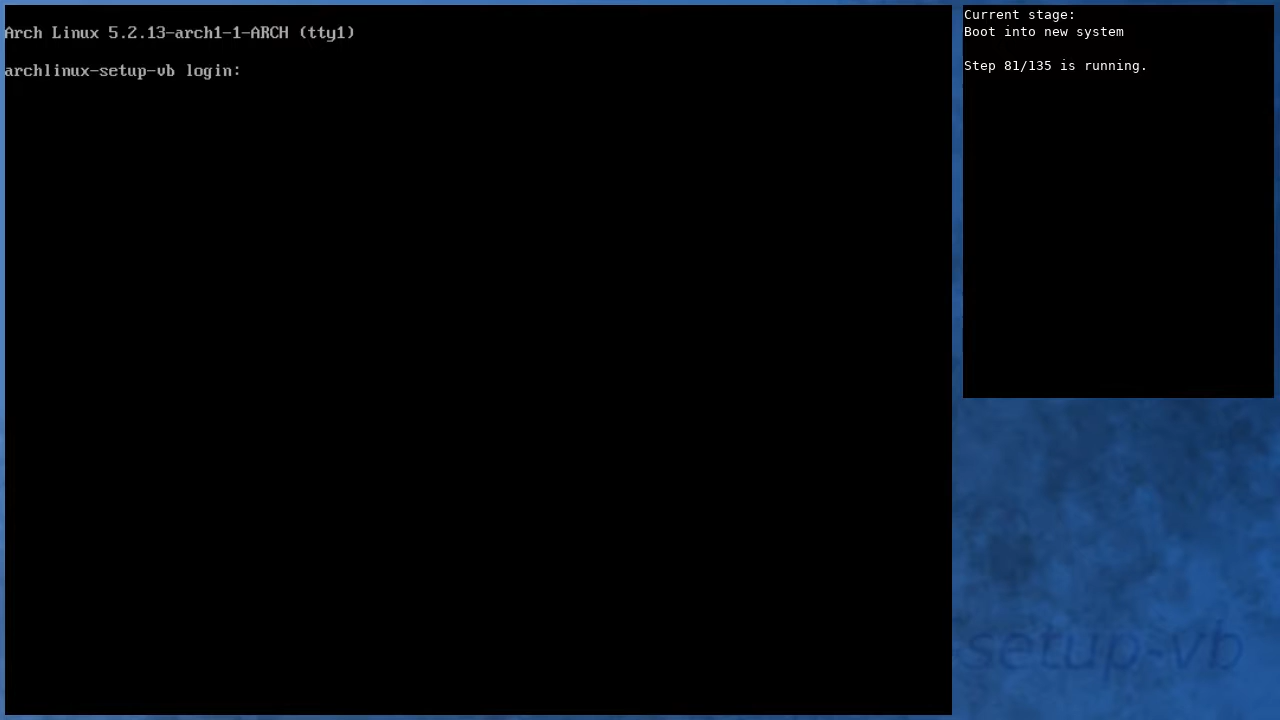 Arch Linux 5.2.13-arch1-1-ARCH (tty1)
archlinux-setup-vb login:
Current stage:
Boot into new system
Step 81/135 is running.
setup-vb